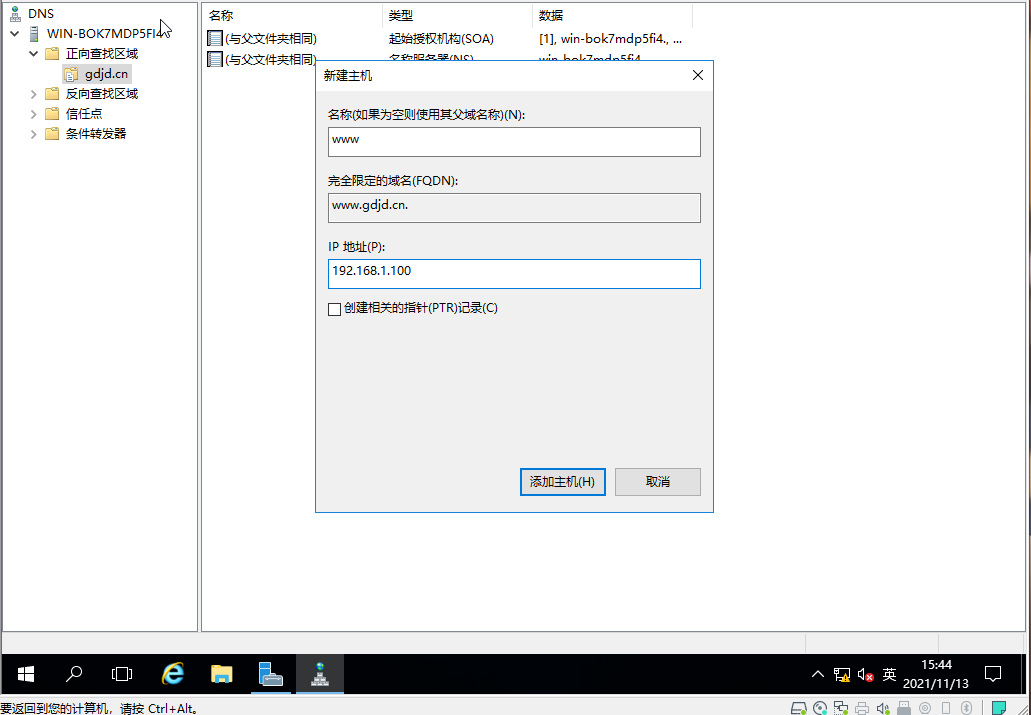 DNS
WIN-BOK7MDP5FI4
正向查找区域
gdjd.cn
反向查找区域
信任点
条件转发器
名称 类型 数据
(与父文件夹相同) 起始授权机构(SOA) [1], win-bok7mdp5fi4., ...
(与父文件夹相同) 名称服务器(NS) win-bok7mdp5fi4.
新建主机
名称(如果为空则使用其父域名称)(N):
www
完全限定的域名(FQDN):
www.gdjd.cn.
IP 地址(P):
192.168.1.100
创建相关的指针(PTR)记录(C)
添加主机(H) 取消
英
15:44
2021/11/13
要返回到您的计算机，请按 Ctrl+Alt。